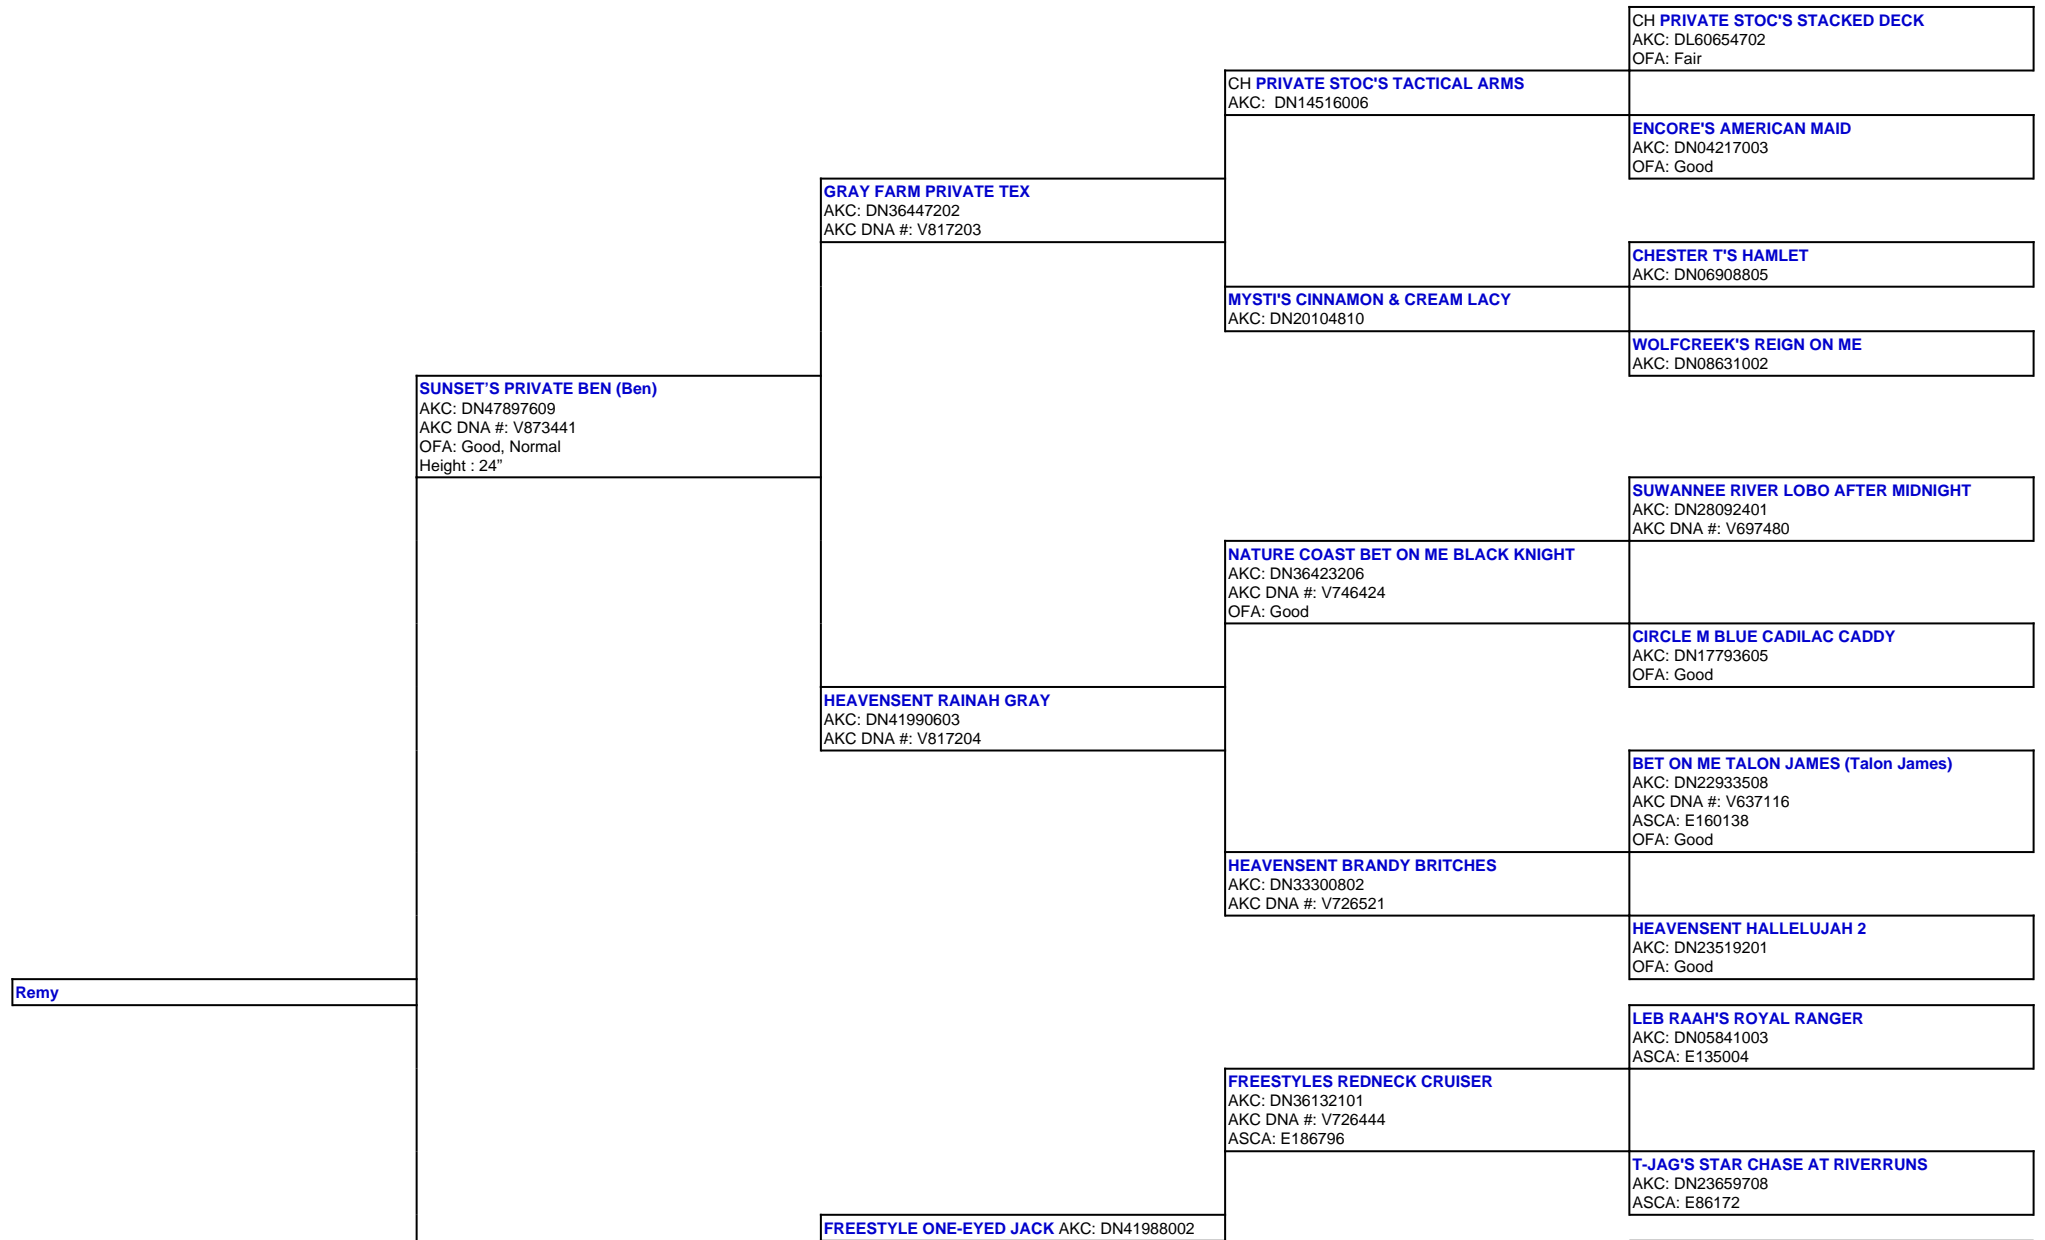 CH PRIVATE STOC'S STACKED DECK
AKC: DL60654702
OFA: Fair
CH PRIVATE STOC'S TACTICAL ARMS
AKC:  DN14516006
ENCORE'S AMERICAN MAID
AKC: DN04217003
OFA: Good
GRAY FARM PRIVATE TEX
AKC: DN36447202
AKC DNA #: V817203
CHESTER T'S HAMLET
AKC: DN06908805
MYSTI'S CINNAMON & CREAM LACY
AKC: DN20104810
WOLFCREEK'S REIGN ON ME
AKC: DN08631002
SUNSET’S PRIVATE BEN (Ben)
AKC: DN47897609
AKC DNA #: V873441
OFA: Good, Normal
Height : 24”
SUWANNEE RIVER LOBO AFTER MIDNIGHT
AKC: DN28092401
AKC DNA #: V697480
NATURE COAST BET ON ME BLACK KNIGHT
AKC: DN36423206
AKC DNA #: V746424
OFA: Good
CIRCLE M BLUE CADILAC CADDY
AKC: DN17793605
OFA: Good
HEAVENSENT RAINAH GRAY
AKC: DN41990603
AKC DNA #: V817204
BET ON ME TALON JAMES (Talon James)
AKC: DN22933508
AKC DNA #: V637116
ASCA: E160138
OFA: Good
HEAVENSENT BRANDY BRITCHES
AKC: DN33300802
AKC DNA #: V726521
HEAVENSENT HALLELUJAH 2
AKC: DN23519201
OFA: Good
Remy
LEB RAAH'S ROYAL RANGER
AKC: DN05841003
ASCA: E135004
FREESTYLES REDNECK CRUISER
AKC: DN36132101
AKC DNA #: V726444
ASCA: E186796
T-JAG'S STAR CHASE AT RIVERRUNS
AKC: DN23659708
ASCA: E86172
FREESTYLE ONE-EYED JACK AKC: DN41988002